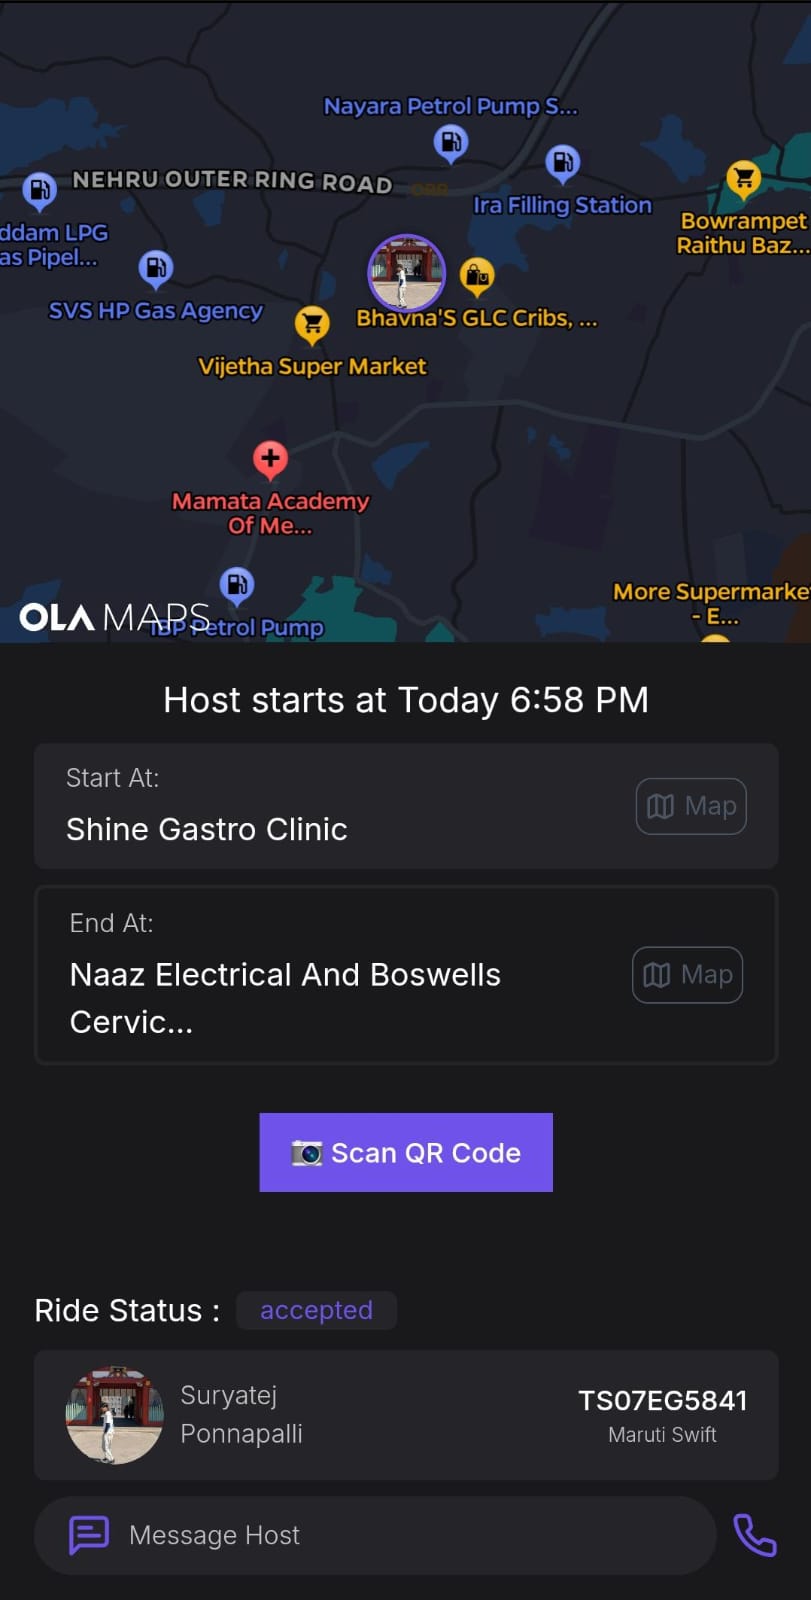 Nayara Petrol Pump S...
NEHRU OUTER RING ROAD
ORR
Ira Filling Station
Bowrampet
Raithu Baz...
ddam LPG
as Pipel...
SVS HP Gas Agency
Bhavna'S GLC Cribs, ...
Vijetha Super Market
Mamata Academy
Of Me...
More Supermarke
- E...
OLA MAPS
IBP Petrol Pump
Host starts at Today 6:58 PM
Start At:
Shine Gastro Clinic
Map
End At:
Naaz Electrical And Boswells
Cervic...
Map
Scan QR Code
Ride Status :
accepted
Suryatej
Ponnapalli
TS07EG5841
Maruti Swift
Message Host